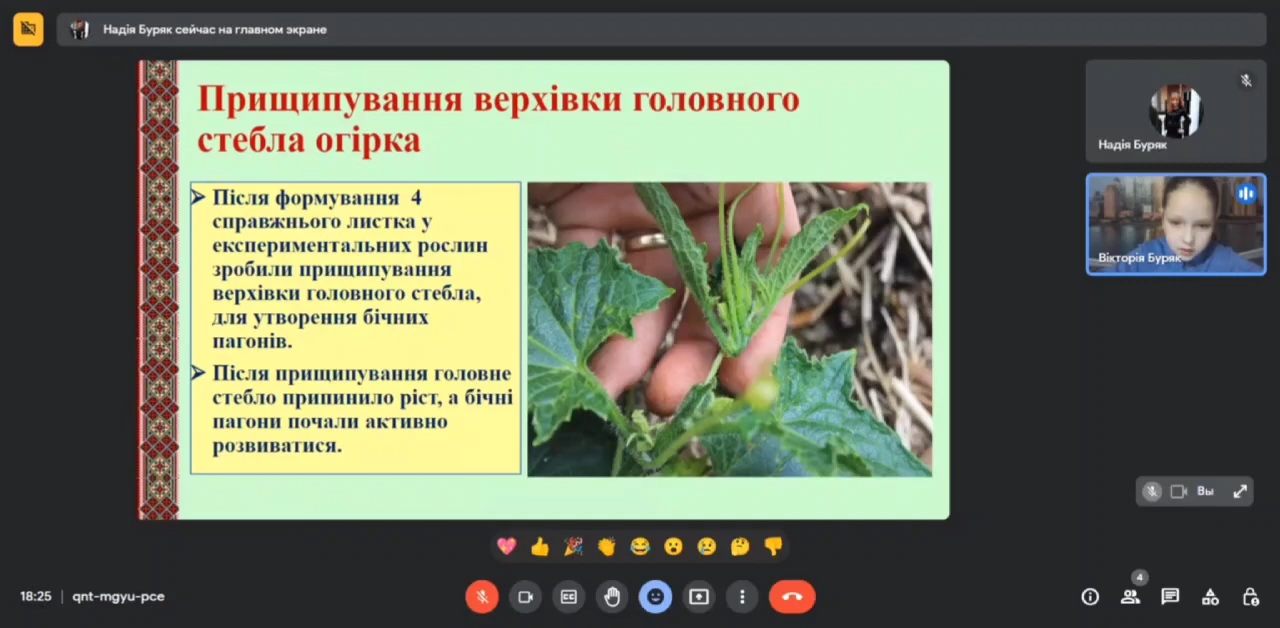 Надія Буряк сейчас на главном экране
Прищипування верхівки головного
стебла огірка
Після формування 4
справжнього листка у
експериментальних рослин
зробили прищипування
верхівки головного стебла,
для утворення бічних
пагонів.
Після прищипування головне
стебло припинило ріст, а бічні
пагони почали активно
розвиватися.
Надія Буряк
Вікторія Буряк
Вы
18:25 | qnt-mgyu-pce
4